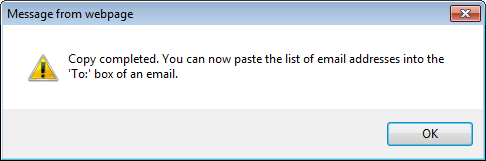 Message from webpage
Copy completed. You can now paste the list of email addresses into the
'To:' box of an email.
OK